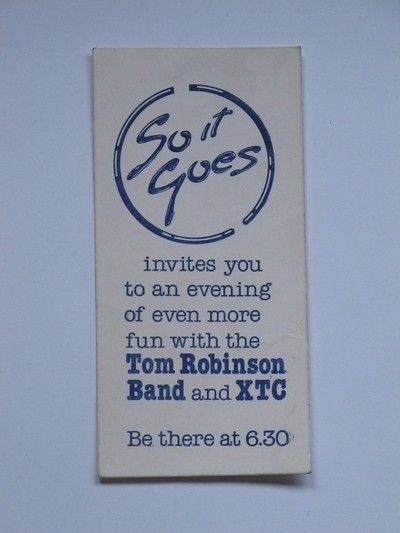 So it
Goes
invites you
to an evening
of even more
fun with the
Tom Robinson
Band and XTC
Be there at 6.30